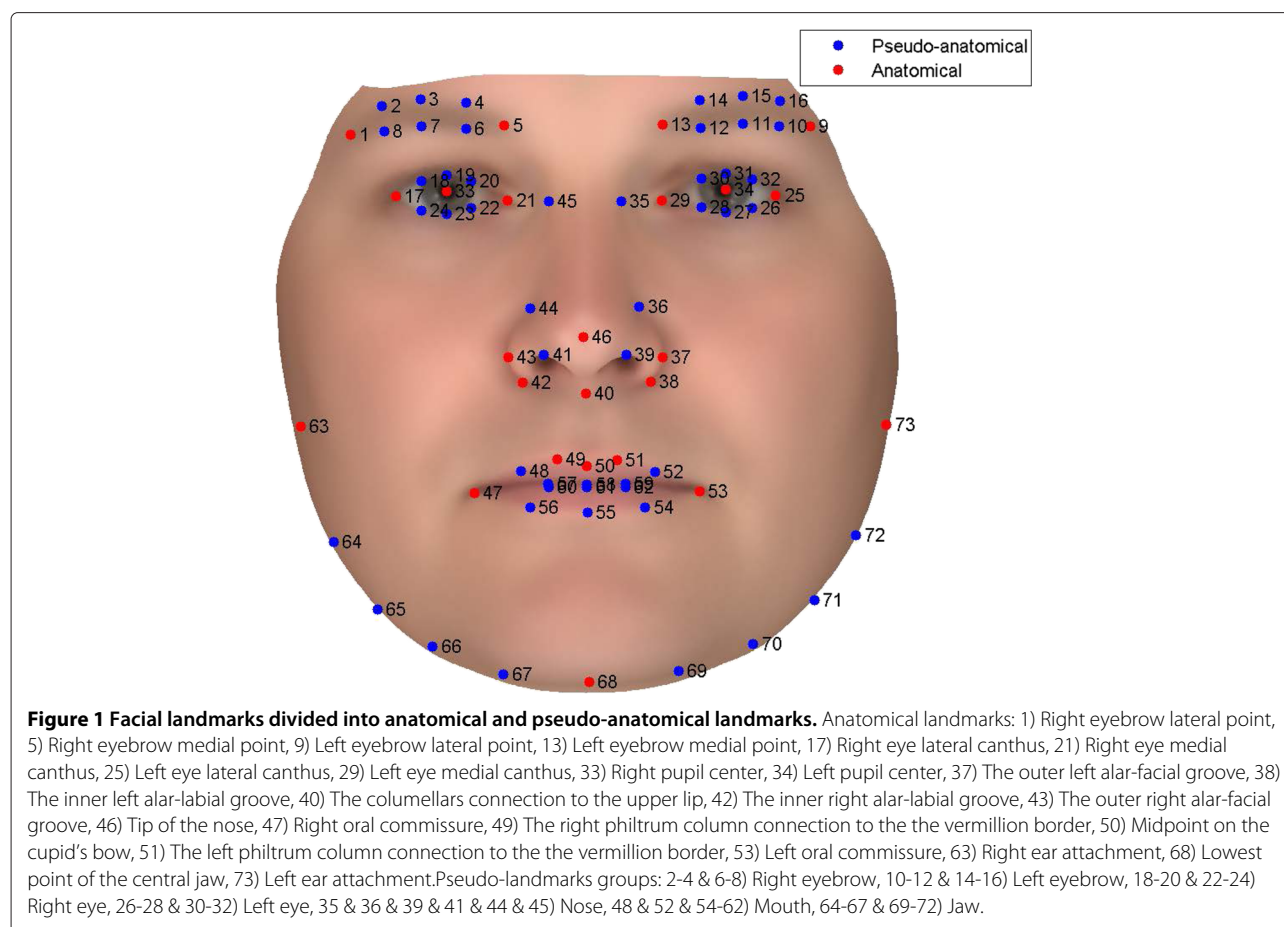 Pseudo-anatomical
Anatomical
2 3 4 14 15 16
1 8 7 6 5 13 12 11 10 9
18 19 20 30 31 32
17 33 21 45 35 29 34 25
24 23 22 28 27 26
44 36
46
43 41 39 37
42 40 38
63 73
49 50 51
48 52
57 58 59
47 60 61 62 53
56 55 54
64 72
65 71
66 70
67 68 69
Figure 1 Facial landmarks divided into anatomical and pseudo-anatomical landmarks. Anatomical landmarks: 1) Right eyebrow lateral point,
5) Right eyebrow medial point, 9) Left eyebrow lateral point, 13) Left eyebrow medial point, 17) Right eye lateral canthus, 21) Right eye medial
canthus, 25) Left eye lateral canthus, 29) Left eye medial canthus, 33) Right pupil center, 34) Left pupil center, 37) The outer left alar-facial groove, 38)
The inner left alar-labial groove, 40) The columellars connection to the upper lip, 42) The inner right alar-labial groove, 43) The outer right alar-facial
groove, 46) Tip of the nose, 47) Right oral commissure, 49) The right philtrum column connection to the the vermillion border, 50) Midpoint on the
cupid's bow, 51) The left philtrum column connection to the the vermillion border, 53) Left oral commissure, 63) Right ear attachment, 68) Lowest
point of the central jaw, 73) Left ear attachment.Pseudo-landmarks groups: 2-4 & 6-8) Right eyebrow, 10-12 & 14-16) Left eyebrow, 18-20 & 22-24)
Right eye, 26-28 & 30-32) Left eye, 35 & 36 & 39 & 41 & 44 & 45) Nose, 48 & 52 & 54-62) Mouth, 64-67 & 69-72) Jaw.